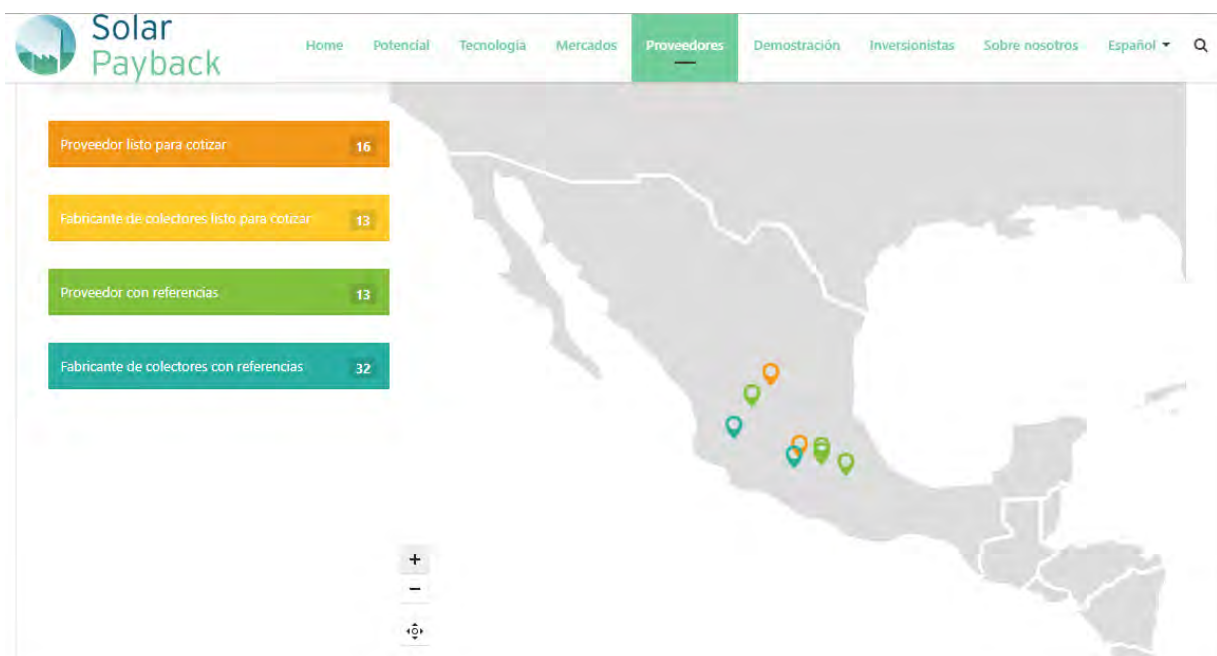 Solar
Payback
Home Potencial Tecnología Mercados Proveedores Demostración Inversionistas Sobre nosotros Español
Proveedor listo para cotizar 16
Fabricante de colectores listo para cotizar 13
Proveedor con referencias 13
Fabricante de colectores con referencias 32
+
−